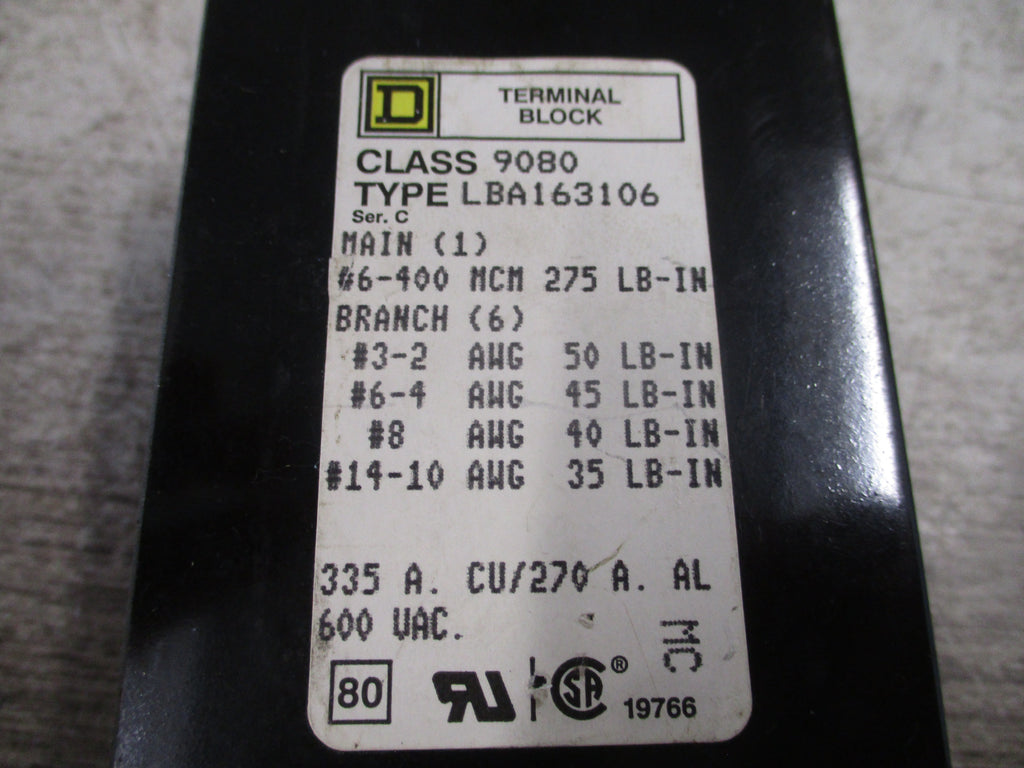 D
TERMINAL
BLOCK
CLASS 9080
TYPE LBA163106
Ser. C
MAIN (1)
#6-400 MCM 275 LB-IN
BRANCH (6)
#3-2 AWG 50 LB-IN
#6-4 AWG 45 LB-IN
#8 AWG 40 LB-IN
#14-10 AWG 35 LB-IN
335 A. CU/270 A. AL
600 VAC.
MC
80 RU CSA ® 19766